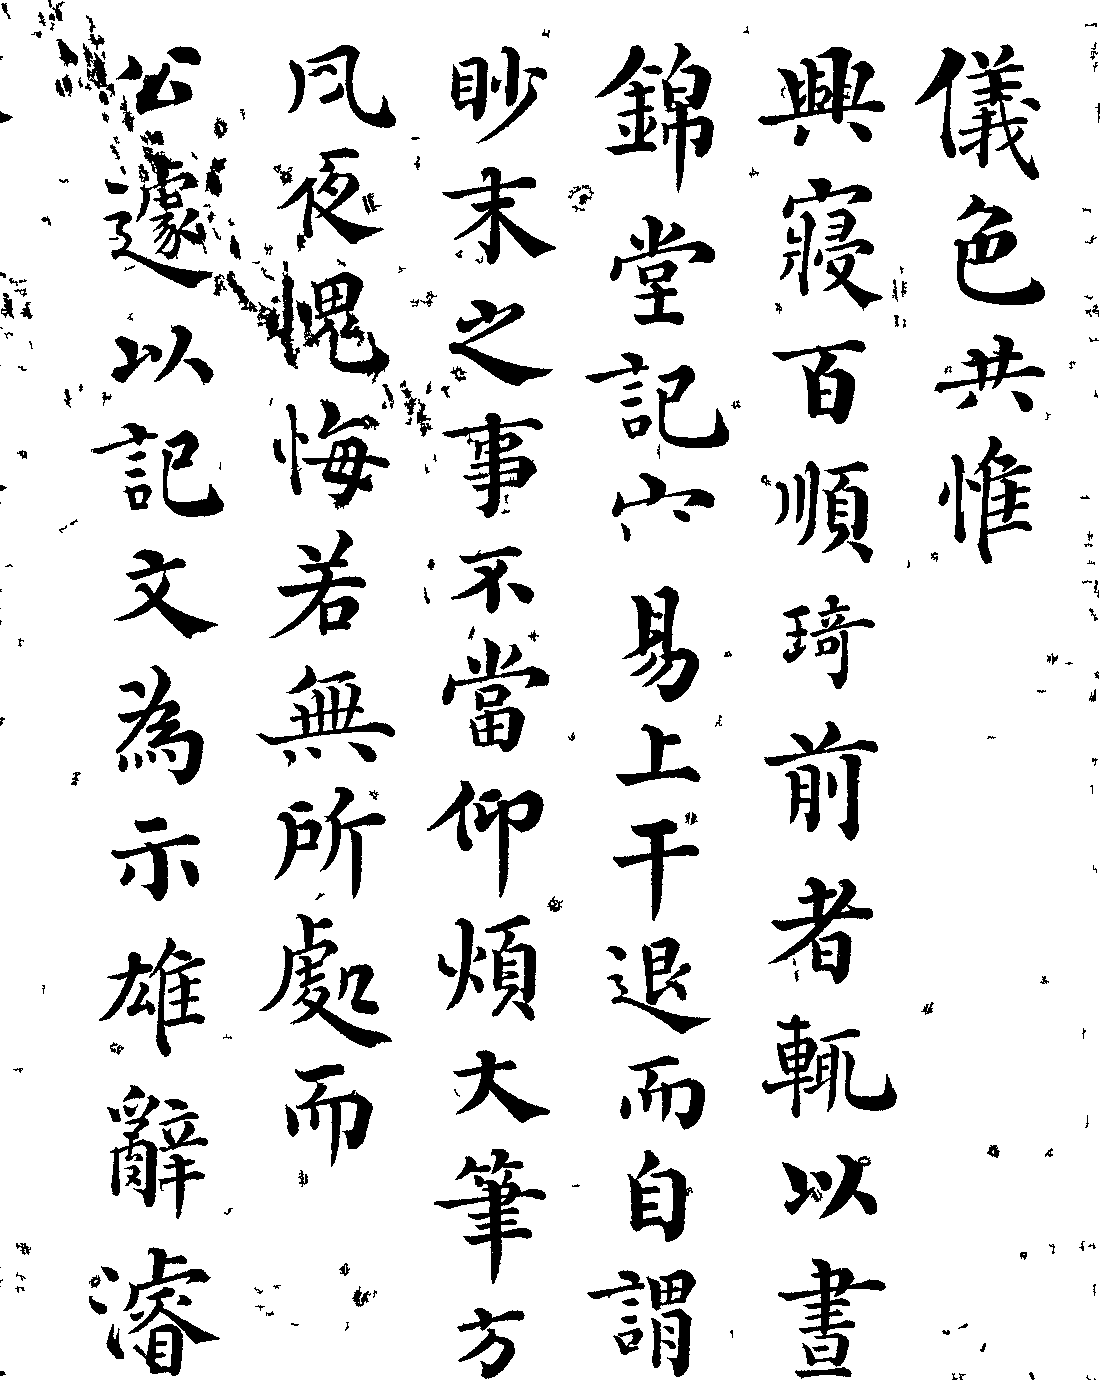 儀色共惟
興寢百順琦前者輒以晝
錦堂記容易上干退而自謂
眇末之事不當仰煩大筆方
夙夜愧悔若無所處而
公遽以記文為示雄辭濬